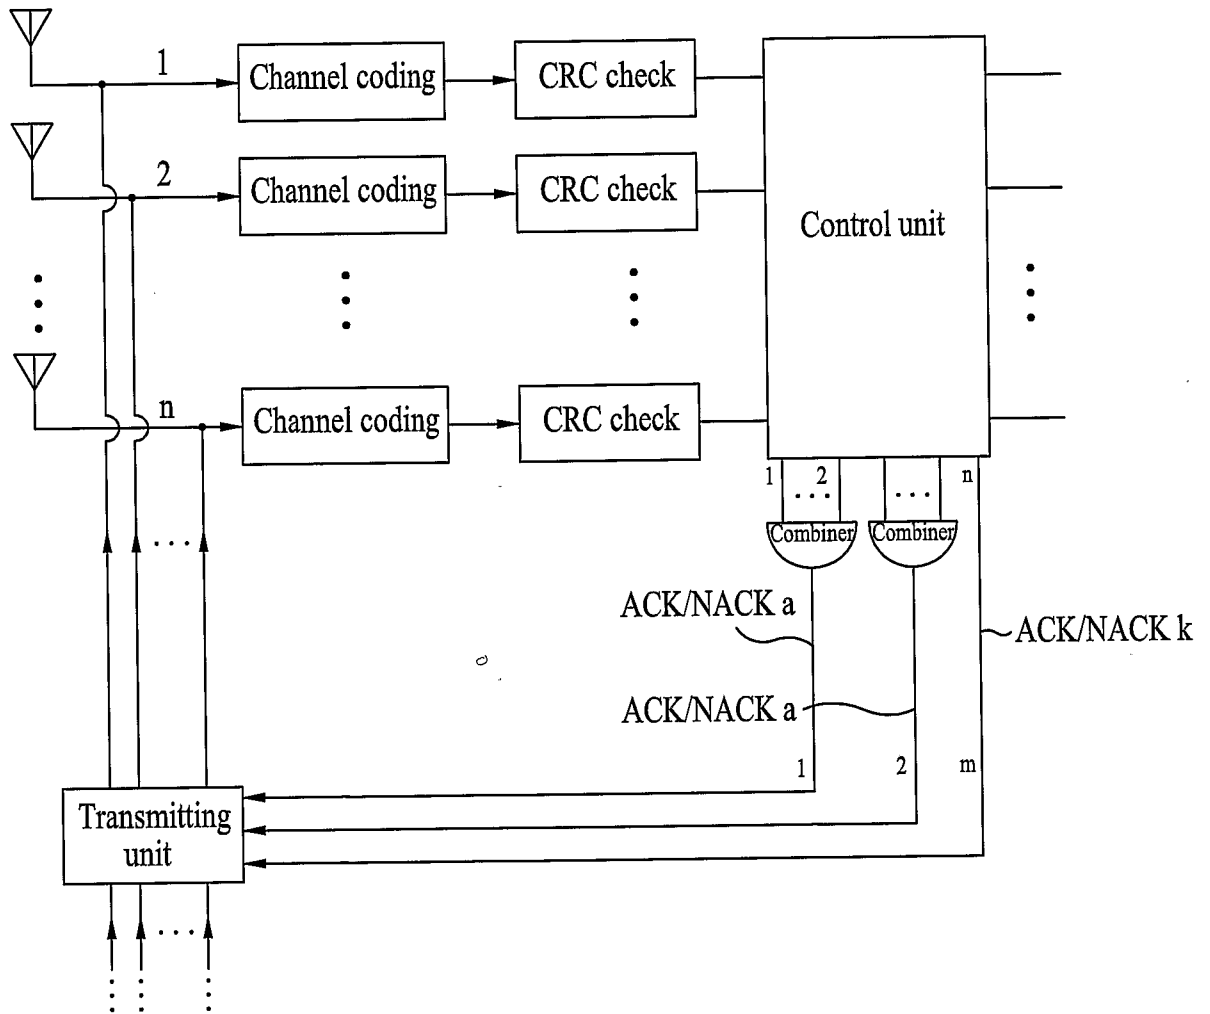 1
Channel coding
CRC check
2
Channel coding
CRC check
Control unit
n
Channel coding
CRC check
1 2 n
Combiner
Combiner
ACK/NACK a
ACK/NACK k
ACK/NACK a
1 2 m
Transmitting
unit